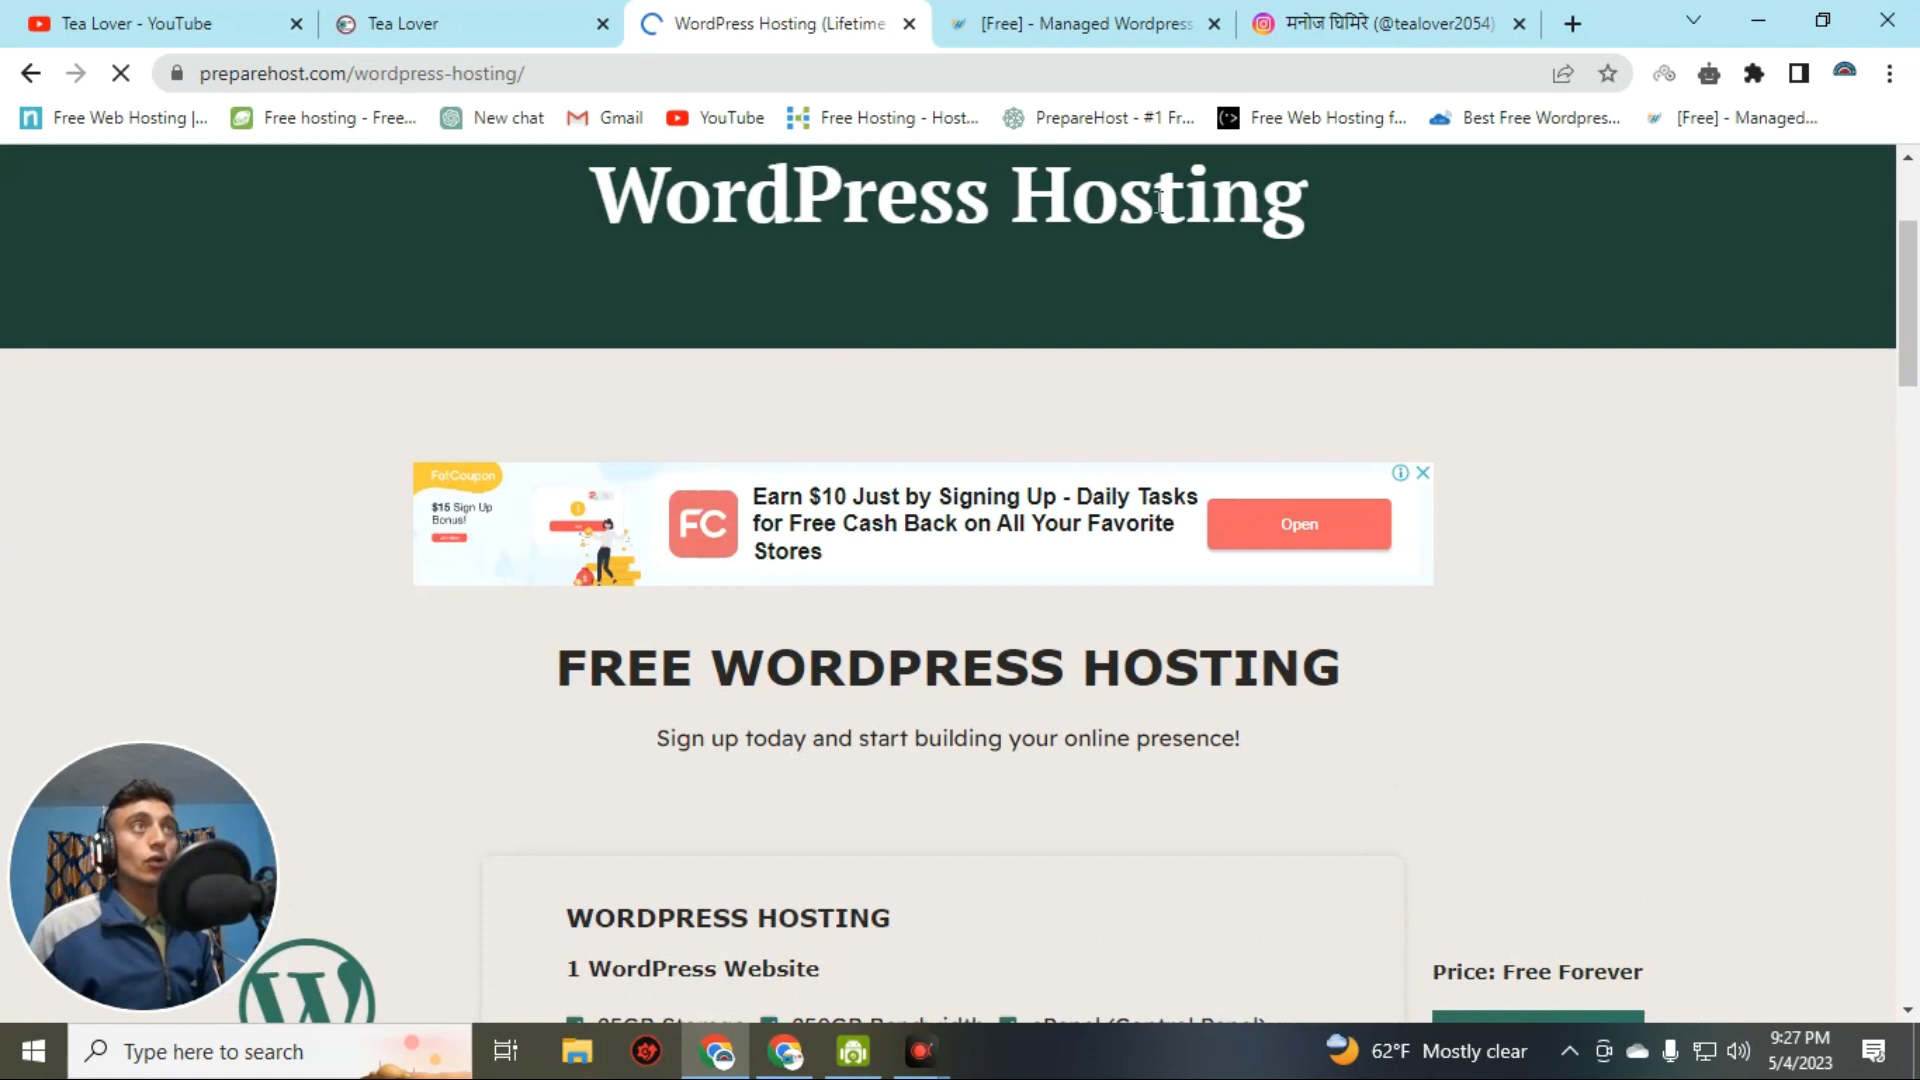 Tea Lover - YouTube
Tea Lover
WordPress Hosting (Lifetime
[Free] - Managed Wordpress
मनोज घिमिरे (@tealover2054)
preparehost.com/wordpress-hosting/
Free Web Hosting |...
Free hosting - Free...
New chat
Gmail
YouTube
Free Hosting - Host...
PrepareHost - #1 Fr...
Free Web Hosting f...
Best Free Wordpres...
[Free] - Managed...
WordPress Hosting
FatCoupon
$15 Sign Up
Bonus!
FC
Earn $10 Just by Signing Up - Daily Tasks
for Free Cash Back on All Your Favorite
Stores
Open
FREE WORDPRESS HOSTING
Sign up today and start building your online presence!
WORDPRESS HOSTING
1 WordPress Website
Price: Free Forever
Type here to search
62°F Mostly clear
9:27 PM
5/4/2023